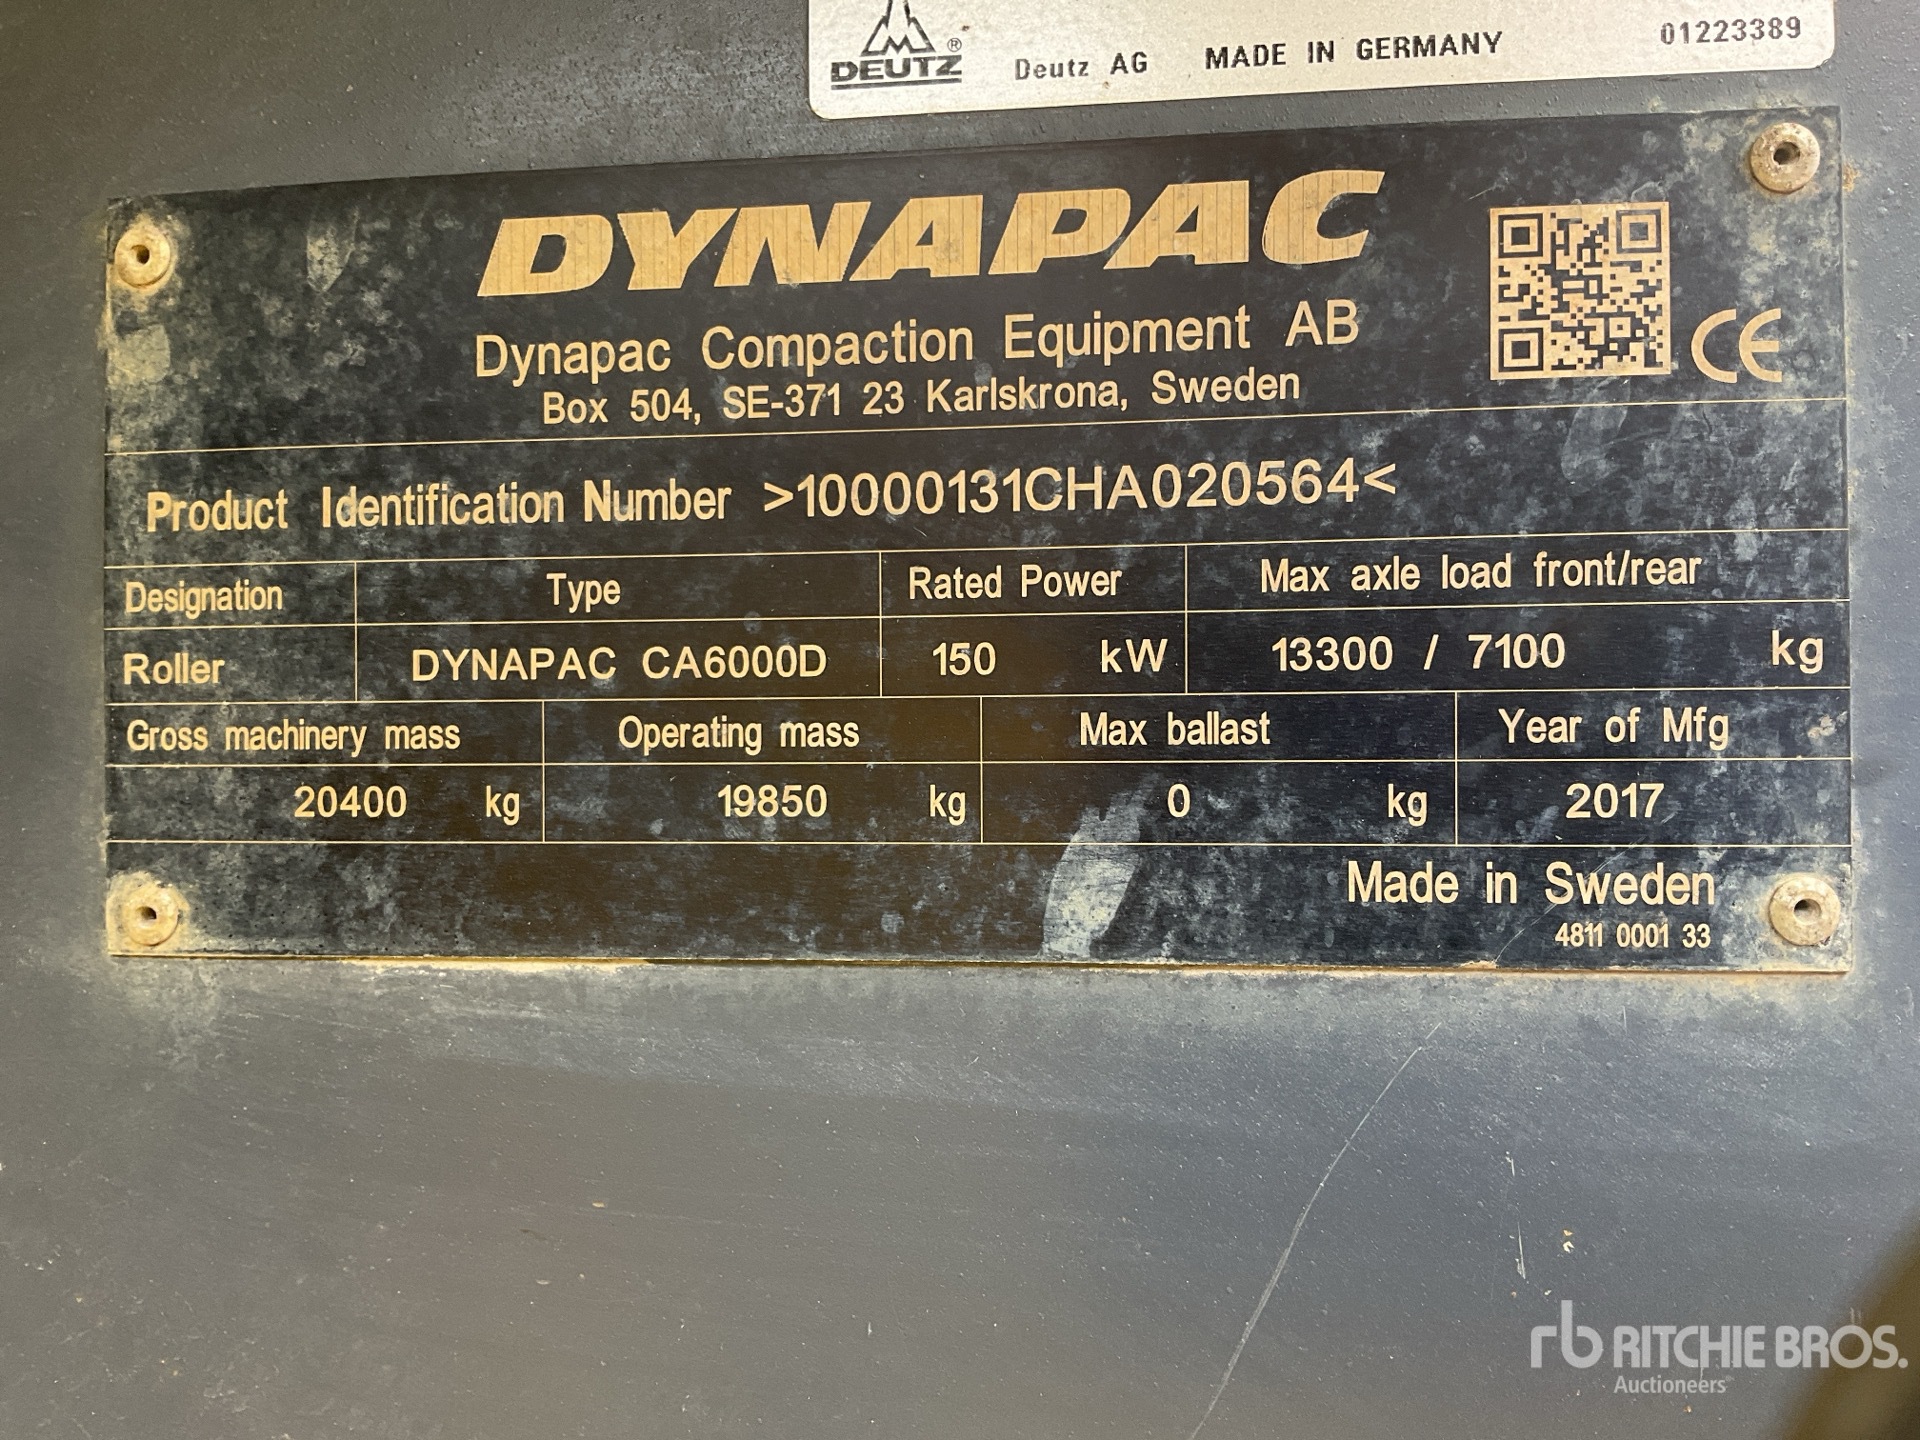 DEUTZ ® Deutz AG MADE IN GERMANY 01223389
DYNAPAC
Dynapac Compaction Equipment AB
Box 504, SE-371 23 Karlskrona, Sweden
CE
Product Identification Number >10000131CHA020564<
Designation Type Rated Power Max axle load front/rear
Roller DYNAPAC CA6000D 150 kW 13300 / 7100 kg
Gross machinery mass Operating mass Max ballast Year of Mfg
20400 kg 19850 kg 0 kg 2017
Made in Sweden
4811 0001 33
rb RITCHIE BROS.
Auctioneers